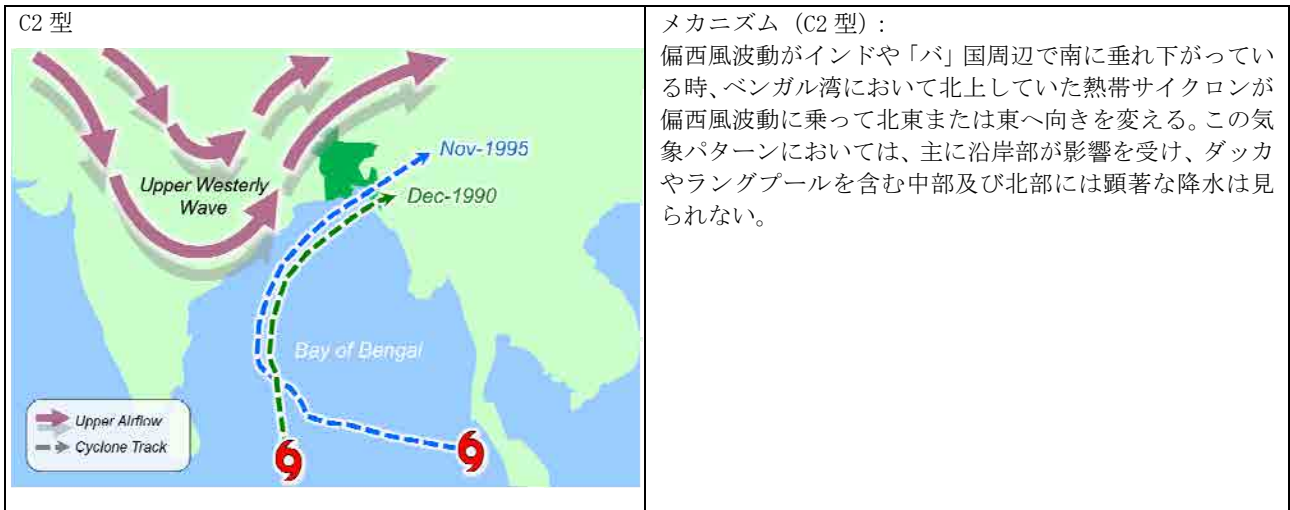 C2 型
Nov-1995
Upper Westerly
Wave
Dec-1990
Bay of Bengal
Upper Airflow
Cyclone Track
メカニズム (C2 型) :
偏西風波動がインドや「バ」国周辺で南に垂れ下がってい
る時、ベンガル湾において北上していた熱帯サイクロンが
偏西風波動に乗って北東または東へ向きを変える。この気
象パターンにおいては、主に沿岸部が影響を受け、ダッカ
やラングプールを含む中部及び北部には顕著な降水は見
られない。